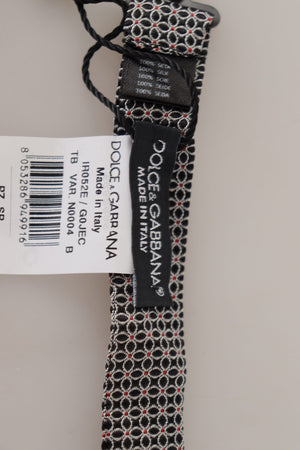 100% SEDA
100% SILK
100% SOIE
100% SEIDE
100% SEDA
DOLCE & GABBANA
MADE IN ITALY
DOLCE & GABBANA
Made in Italy
IR052E / G0JEC
TB VAR. N0004 B
8 053286 949916